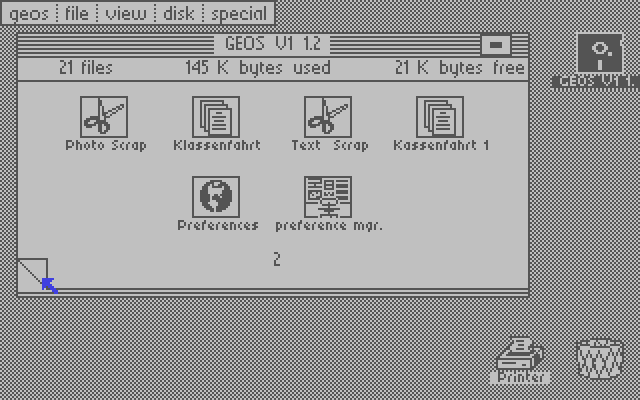 geos file view disk special
GEOS V1 1.2
21 files 145 K bytes used 21 K bytes free
GEOS V1 1.
Photo Scrap Klassenfahrt Text Scrap Kassenfahrt 1
Preferences preference mgr.
2
Printer